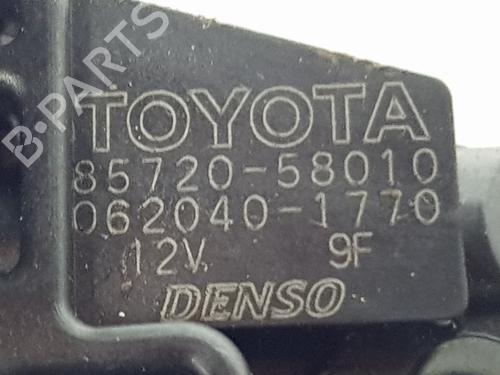 B-PARTS
TOYOTA
85720-58010
062040-1770
12V 9F
DENSO